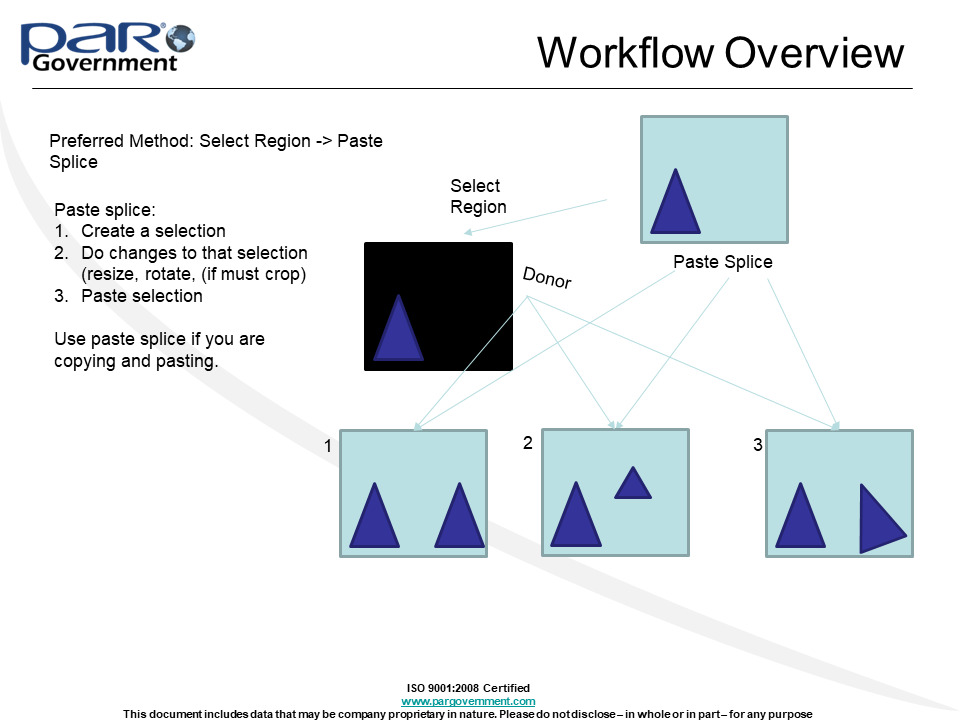 PAR
Government
Workflow Overview
Preferred Method: Select Region -> Paste
Splice
Paste splice:
1. Create a selection
2. Do changes to that selection
(resize, rotate, (if must crop)
3. Paste selection
Use paste splice if you are
copying and pasting.
Select
Region
Paste Splice
Donor
1
2
3
ISO 9001:2008 Certified
www.pargovernment.com
This document includes data that may be company proprietary in nature. Please do not disclose – in whole or in part – for any purpose